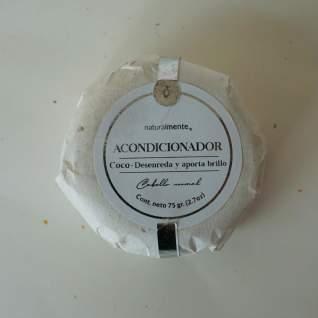 naturalmente®
ACONDICIONADOR
Coco - Desenreda y aporta brillo
Cabello normal
Cont. neto 75 gr. (2.7oz)